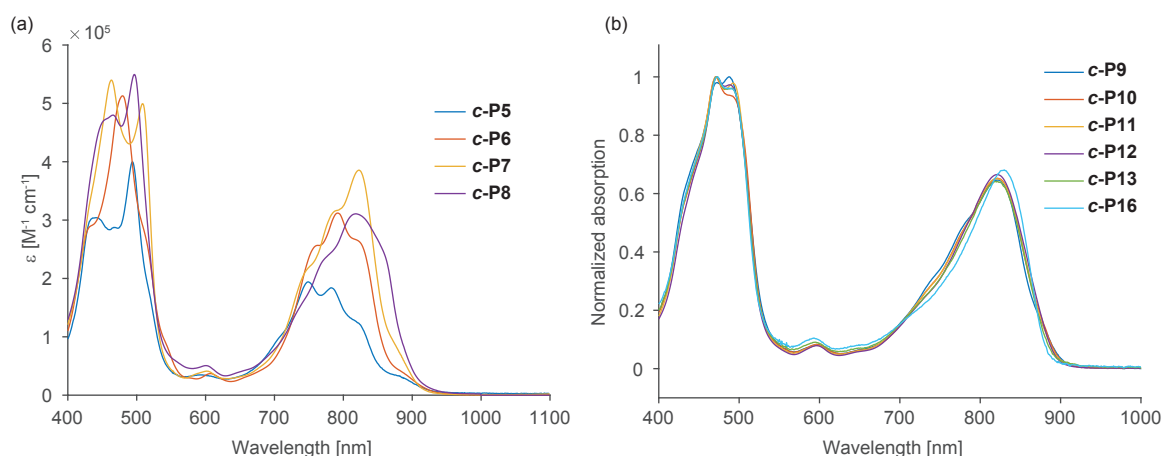 (a)
× 10⁵
6
5
4
3
2
1
0
ε [M⁻¹ cm⁻¹]
400 500 600 700 800 900 1000 1100
Wavelength [nm]
c-P5
c-P6
c-P7
c-P8
(b)
1
0.8
0.6
0.4
0.2
0
Normalized absorption
400 500 600 700 800 900 1000
Wavelength [nm]
c-P9
c-P10
c-P11
c-P12
c-P13
c-P16